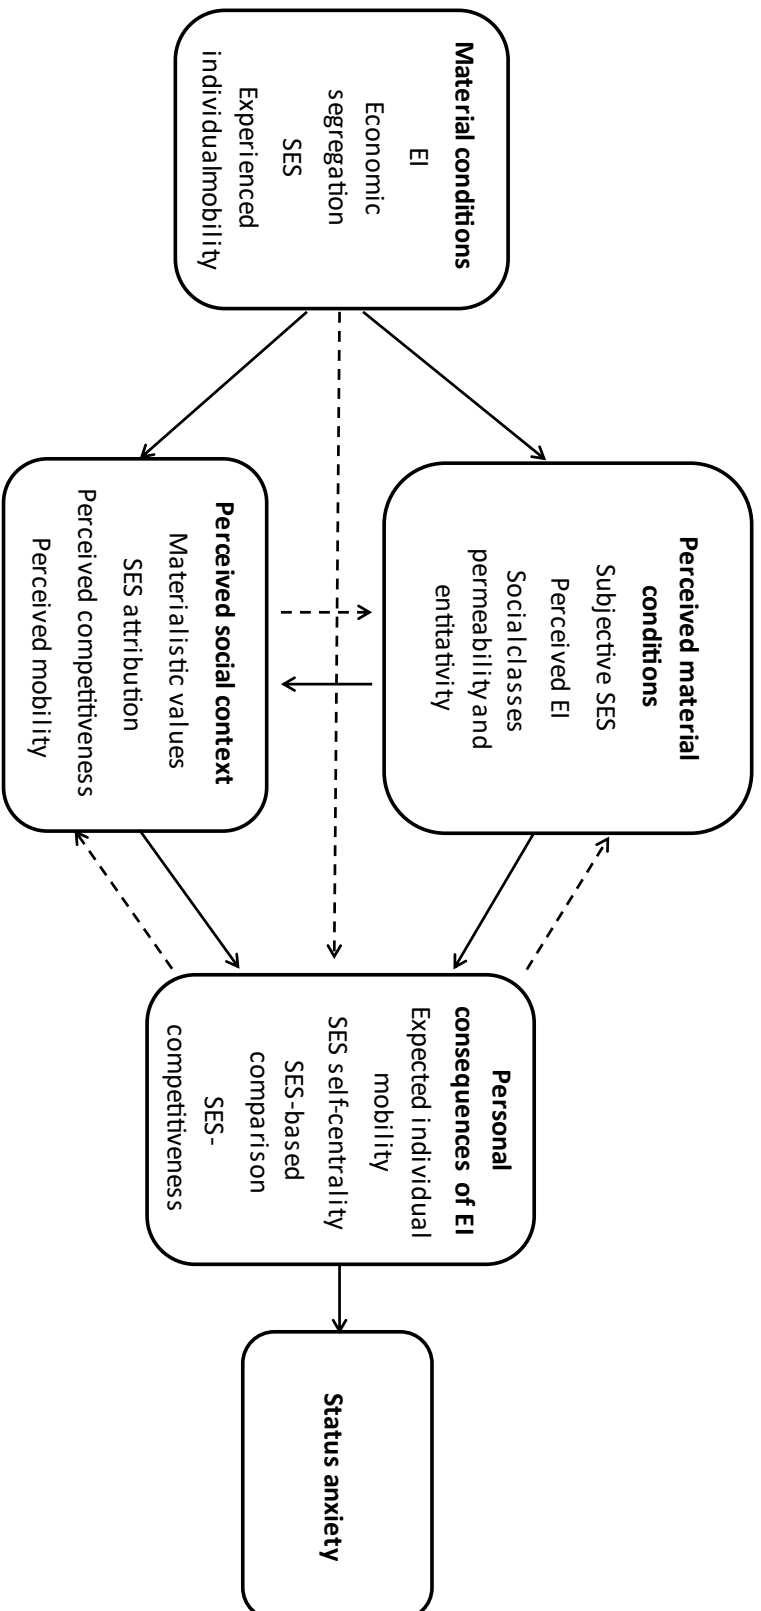 Material conditions
EI
Economic
segregation
SES
Experienced
individualmobility
Perceived material
conditions
Subjective SES
Perceived EI
Socialclasses
permeability and
entitativity
Perceived social context
Materialistic values
SES attribution
Perceived competitiveness
Perceived mobility
Personal
consequences of EI
Expected individual
mobility
SES self-centrality
SES-based
comparison
SES-
competitiveness
Status anxiety